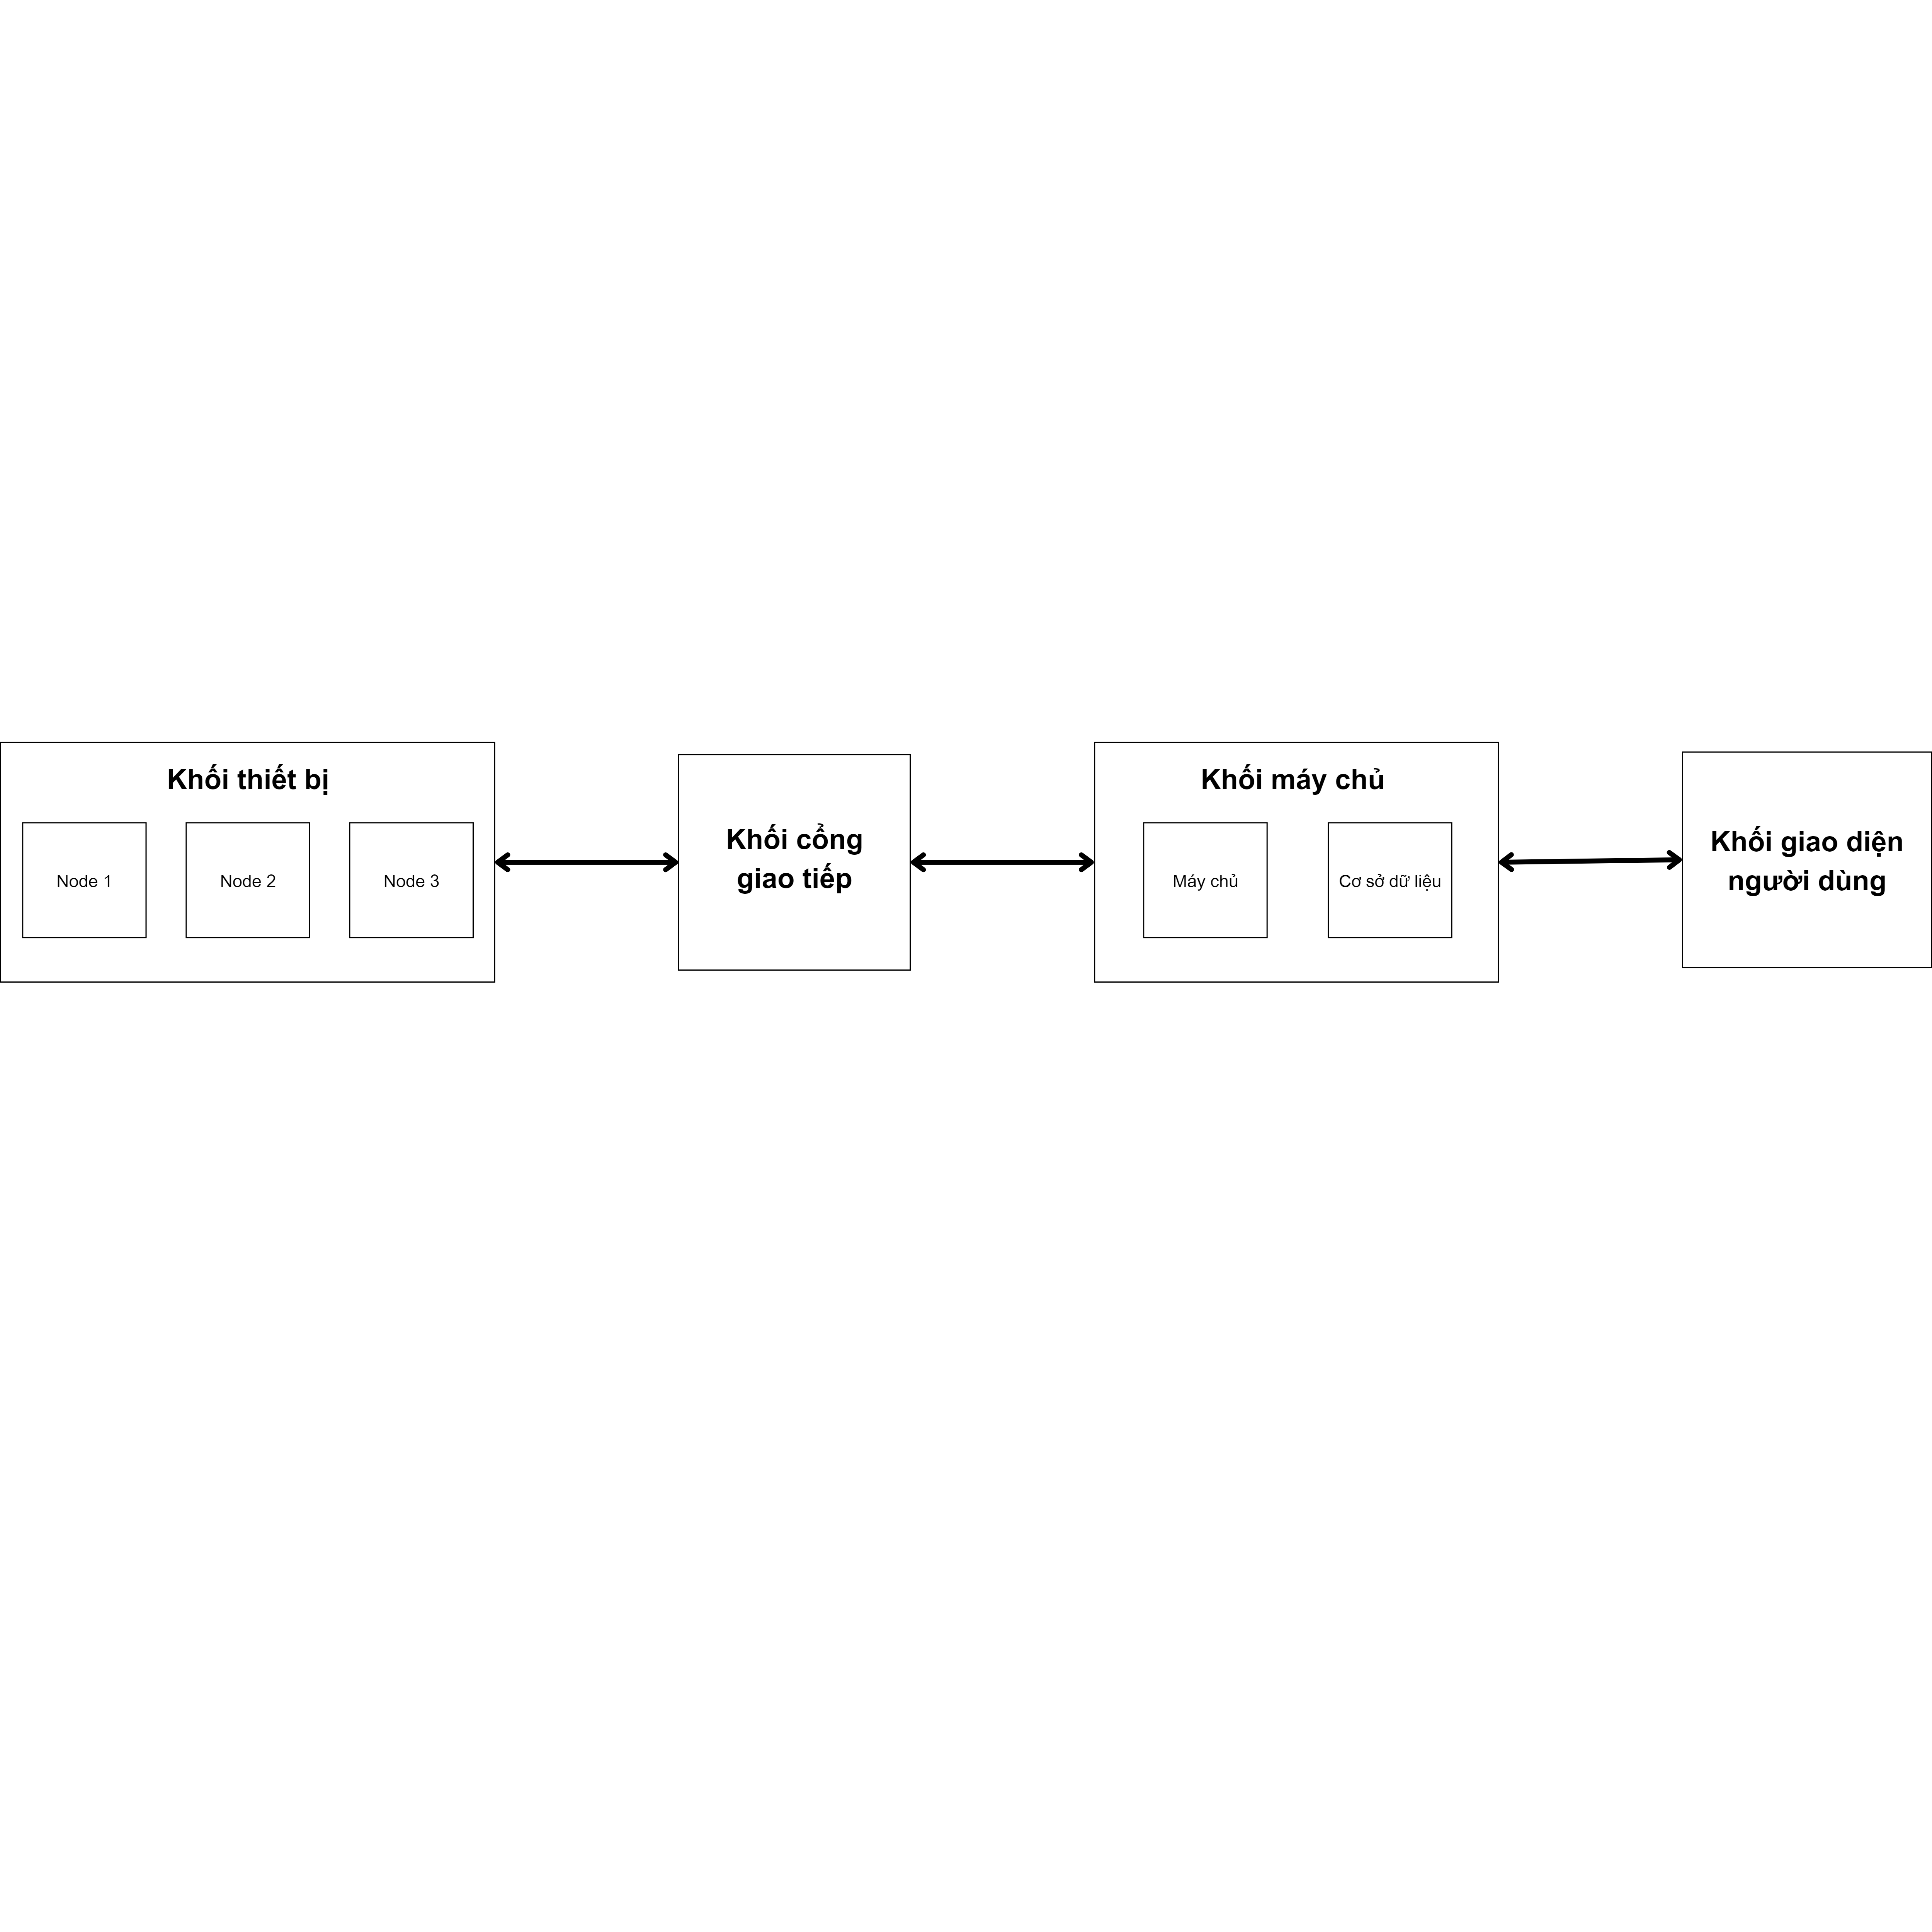 Khối thiết bị
Node 1
Node 2
Node 3
Khối cổng
giao tiếp
Khối máy chủ
Máy chủ
Cơ sở dữ liệu
Khối giao diện
người dùng